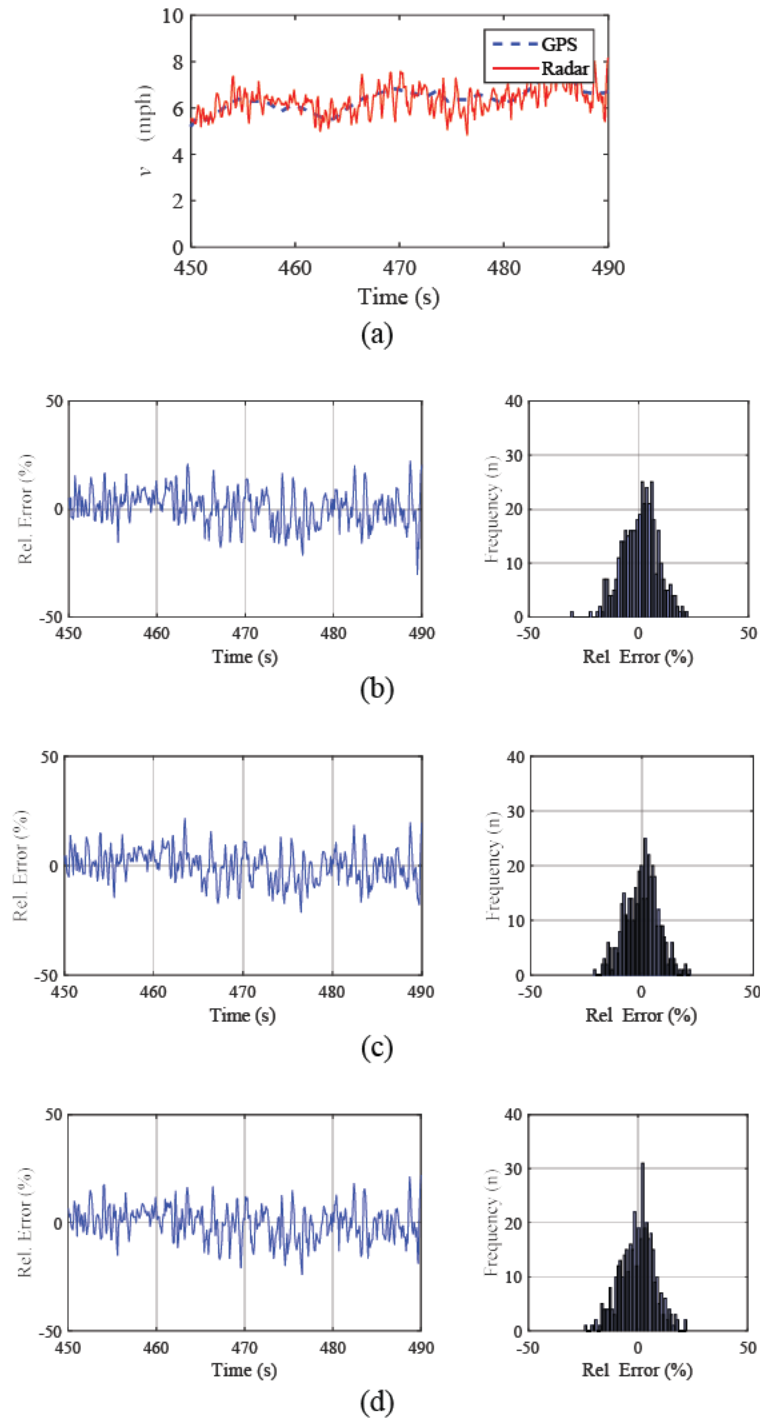 10
8
6
4
2
0
v (mph)
GPS
Radar
450 460 470 480 490
Time (s)
(a)
50
0
-50
Rel. Error (%)
450 460 470 480 490
Time (s)
40
30
20
10
0
Frequency (n)
-50 0 50
Rel Error (%)
(b)
50
0
-50
Rel. Error (%)
450 460 470 480 490
Time (s)
40
30
20
10
0
Frequency (n)
-50 0 50
Rel Error (%)
(c)
50
0
-50
Rel. Error (%)
450 460 470 480 490
Time (s)
40
30
20
10
0
Frequency (n)
-50 0 50
Rel Error (%)
(d)